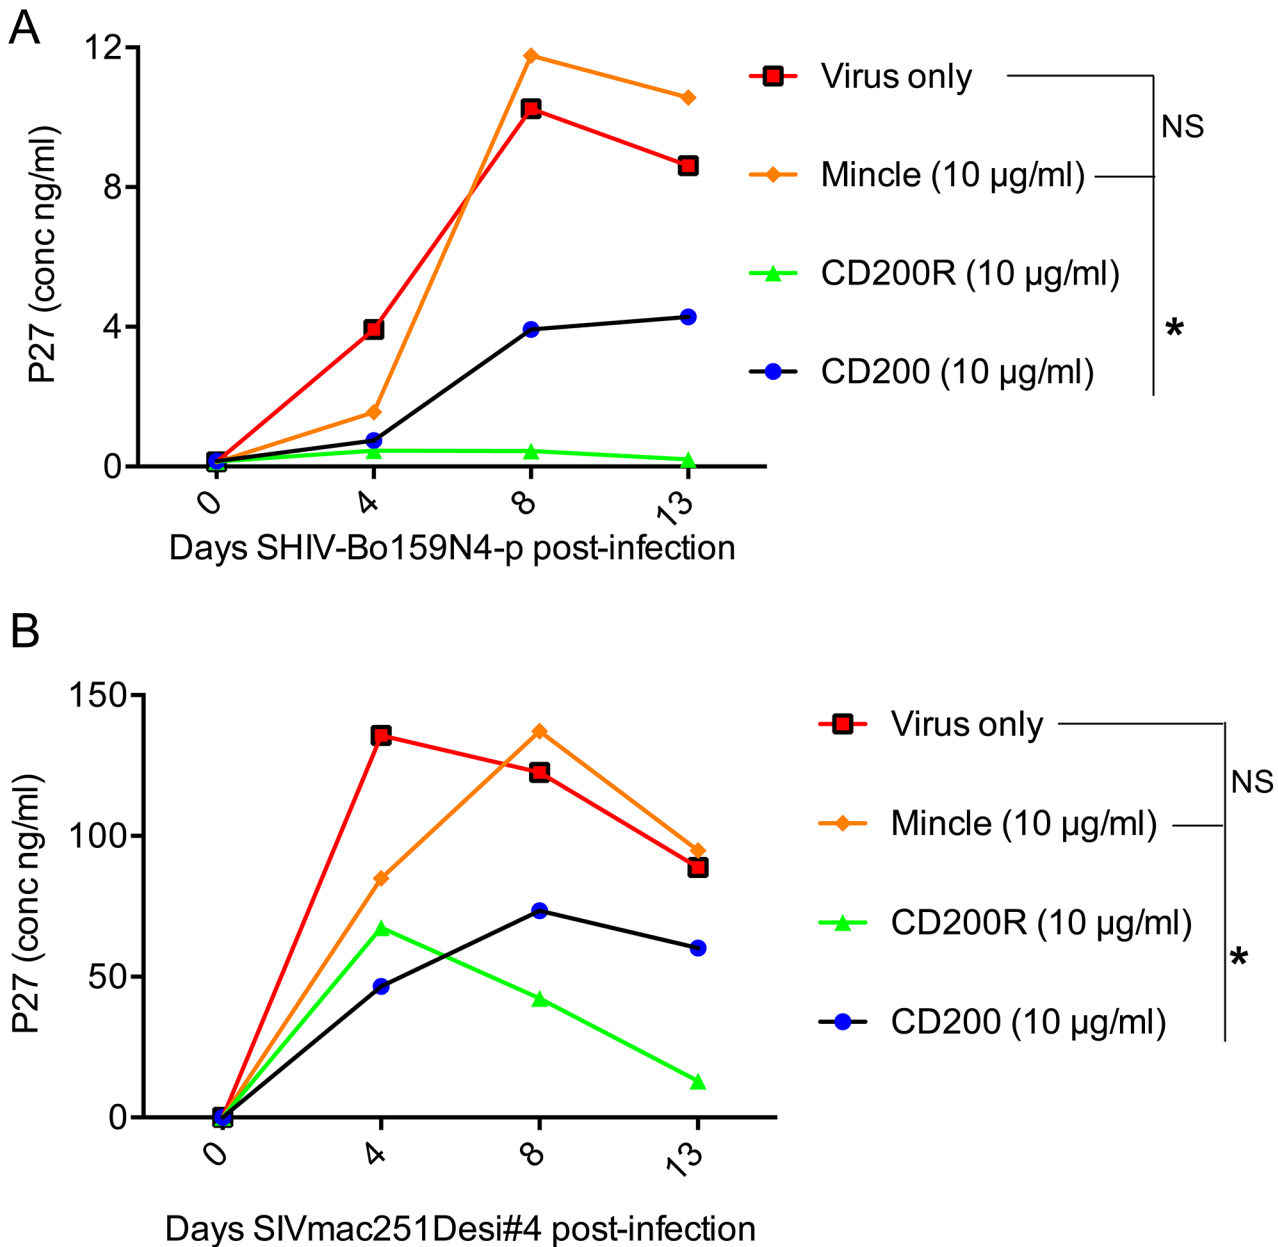 A
12
8
4
0
P27 (conc ng/ml)
0 4 8 13
Days SHIV-Bo159N4-p post-infection
Virus only
NS
Mincle (10 µg/ml)
CD200R (10 µg/ml)
*
CD200 (10 µg/ml)
B
150
100
50
0
P27 (conc ng/ml)
0 4 8 13
Days SIVmac251Desi#4 post-infection
Virus only
NS
Mincle (10 µg/ml)
CD200R (10 µg/ml)
*
CD200 (10 µg/ml)